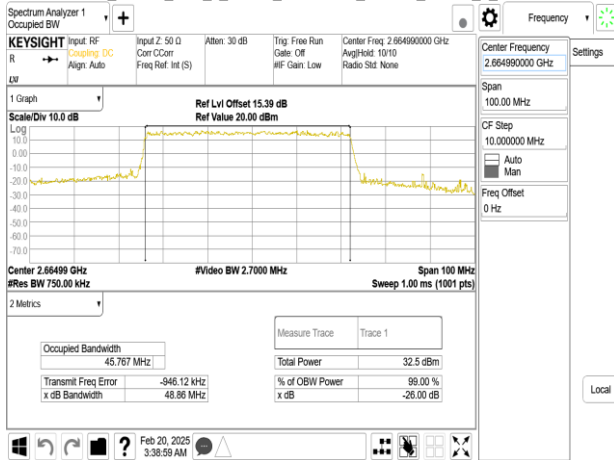 Spectrum Analyzer 1
Occupied BW
+
Frequency
KEYSIGHT
R
LXI
Input: RF
Coupling: DC
Align: Auto
Input Z: 50 Ω
Corr CCorr
Freq Ref: Int (S)
Atten: 30 dB
Trig: Free Run
Gate: Off
#IF Gain: Low
Center Freq: 2.664990000 GHz
Avg|Hold: 10/10
Radio Std: None
Center Frequency
2.664990000 GHz
Settings
Span
100.00 MHz
CF Step
10.000000 MHz
Auto
Man
Freq Offset
0 Hz
Local
1 Graph
Scale/Div 10.0 dB
Ref Lvl Offset 15.39 dB
Ref Value 20.00 dBm
Log
10.0
0.00
-10.0
-20.0
-30.0
-40.0
-50.0
-60.0
-70.0
Center 2.66499 GHz
#Res BW 750.00 kHz
#Video BW 2.7000 MHz
Span 100 MHz
Sweep 1.00 ms (1001 pts)
2 Metrics
Measure Trace
Trace 1
Occupied Bandwidth
45.767 MHz
Total Power
32.5 dBm
Transmit Freq Error
-946.12 kHz
% of OBW Power
99.00 %
x dB Bandwidth
48.86 MHz
x dB
-26.00 dB
?
Feb 20, 2025
3:38:59 AM